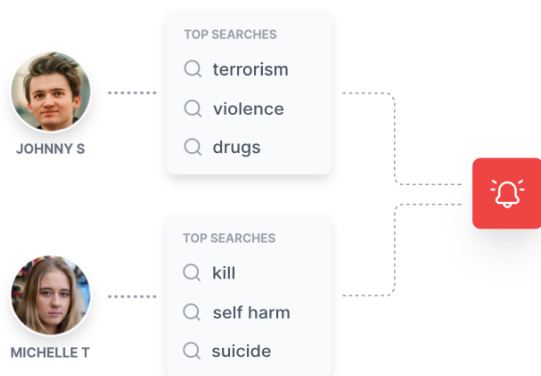 TOP SEARCHES
terrorism
violence
drugs
JOHNNY S
TOP SEARCHES
kill
self harm
suicide
MICHELLE T